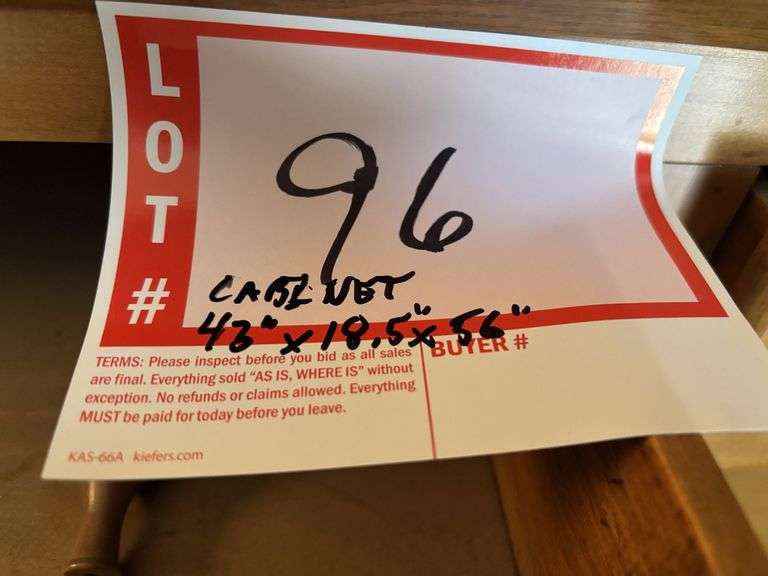 LOT #
96
CABINET
43" x 18.5" x 56"
BUYER #
TERMS: Please inspect before you bid as all sales
are final. Everything sold "AS IS, WHERE IS" without
exception. No refunds or claims allowed. Everything
MUST be paid for today before you leave.
KAS-66A kiefers.com